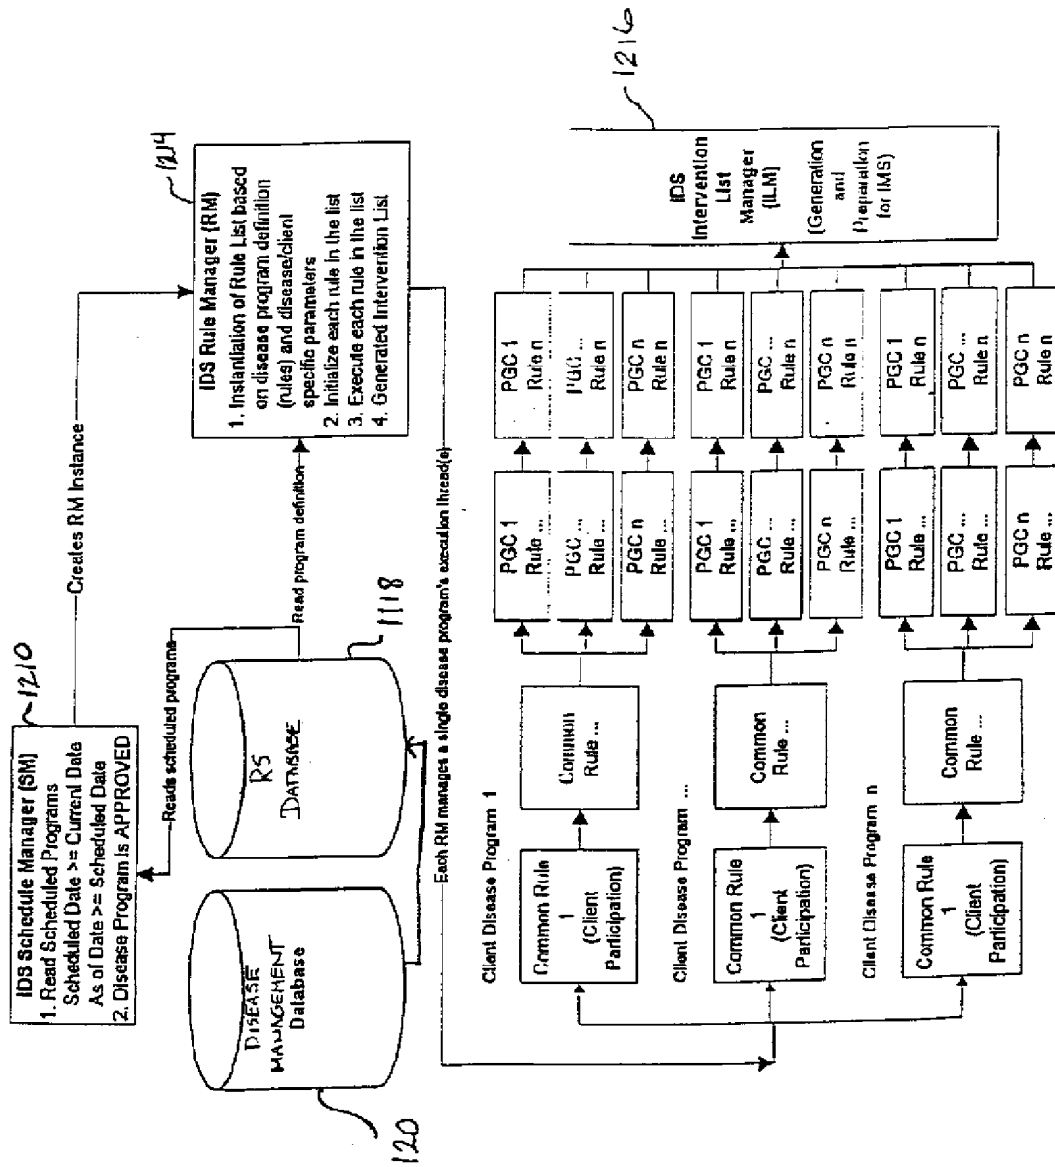 IDS Schedule Manager (SM)
1. Read Scheduled Programs
Scheduled Date >= Current Date
As of Date >= Scheduled Date
2. Disease Program Is APPROVED
1210
Creates RM Instance
Reads scheduled programs
DISEASE
MANAGEMENT
Database
120
RS
DATABASE
1118
Read program definition
IDS Rule Manager (RM)
1. Instantiation of Rule List based
on disease program definition
(rules) and disease/client
specific parameters
2. Initialize each rule in the list
3. Execute each rule in the list
4. Generated Intervention List
1214
Each RM manages a single disease program's execution thread(s)
Client Disease Program 1
Common Rule
1
(Client
Participation)
Common
Rule ...
PGC 1
Rule ...
PGC 1
Rule n
PGC ...
Rule ...
PGC ...
Rule n
PGC n
Rule ...
PGC n
Rule n
Client Disease Program ...
Common Rule
1
(Client
Participation)
Common
Rule ...
PGC 1
Rule ...
PGC 1
Rule n
PGC ...
Rule ...
PGC ...
Rule n
PGC n
Rule ...
PGC n
Rule n
Client Disease Program n
Common Rule
1
(Client
Participation)
Common
Rule ...
PGC 1
Rule ...
PGC 1
Rule n
PGC ...
Rule ...
PGC ...
Rule n
PGC n
Rule ...
PGC n
Rule n
IDS
Intervention
List
Manager
(ILM)
(Generation
and
Preparation
for IMS)
1216